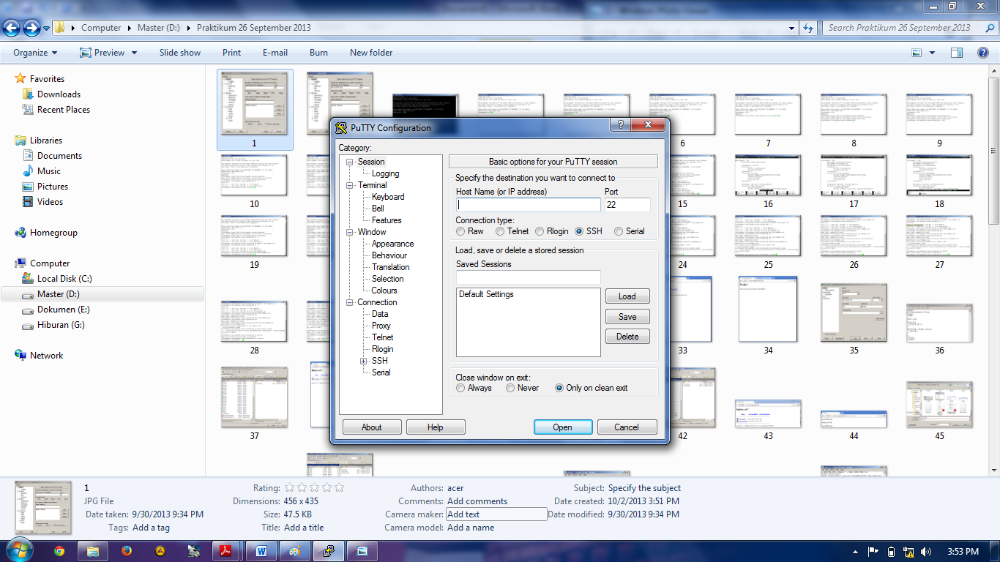 Computer Master (D:) Praktikum 26 September 2013 Search Praktikum 26 September 2013
Organize Preview Slide show Print E-mail Burn New folder
Favorites
Downloads
Recent Places
Libraries
Documents
Music
Pictures
Videos
Homegroup
Computer
Local Disk (C:)
Master (D:)
Dokumen (E:)
Hiburan (G:)
Network
1 6 7 8 9
10 15 16 17 18
19 24 25 26 27
28 33 34 35 36
37 42 43 44 45
PuTTY Configuration
Category:
Session
Logging
Terminal
Keyboard
Bell
Features
Window
Appearance
Behaviour
Translation
Selection
Colours
Connection
Data
Proxy
Telnet
Rlogin
SSH
Serial
Basic options for your PuTTY session
Specify the destination you want to connect to
Host Name (or IP address) Port
22
Connection type:
Raw Telnet Rlogin SSH Serial
Load, save or delete a stored session
Saved Sessions
Default Settings
Load
Save
Delete
Close window on exit:
Always Never Only on clean exit
About Help Open Cancel
1
JPG File
Date taken: 9/30/2013 9:34 PM
Tags: Add a tag
Rating:
Dimensions: 456 x 435
Size: 47.5 KB
Title: Add a title
Authors: acer
Comments: Add comments
Camera maker: Add text
Camera model: Add a name
Subject: Specify the subject
Date created: 10/2/2013 3:51 PM
Date modified: 9/30/2013 9:34 PM
3:53 PM